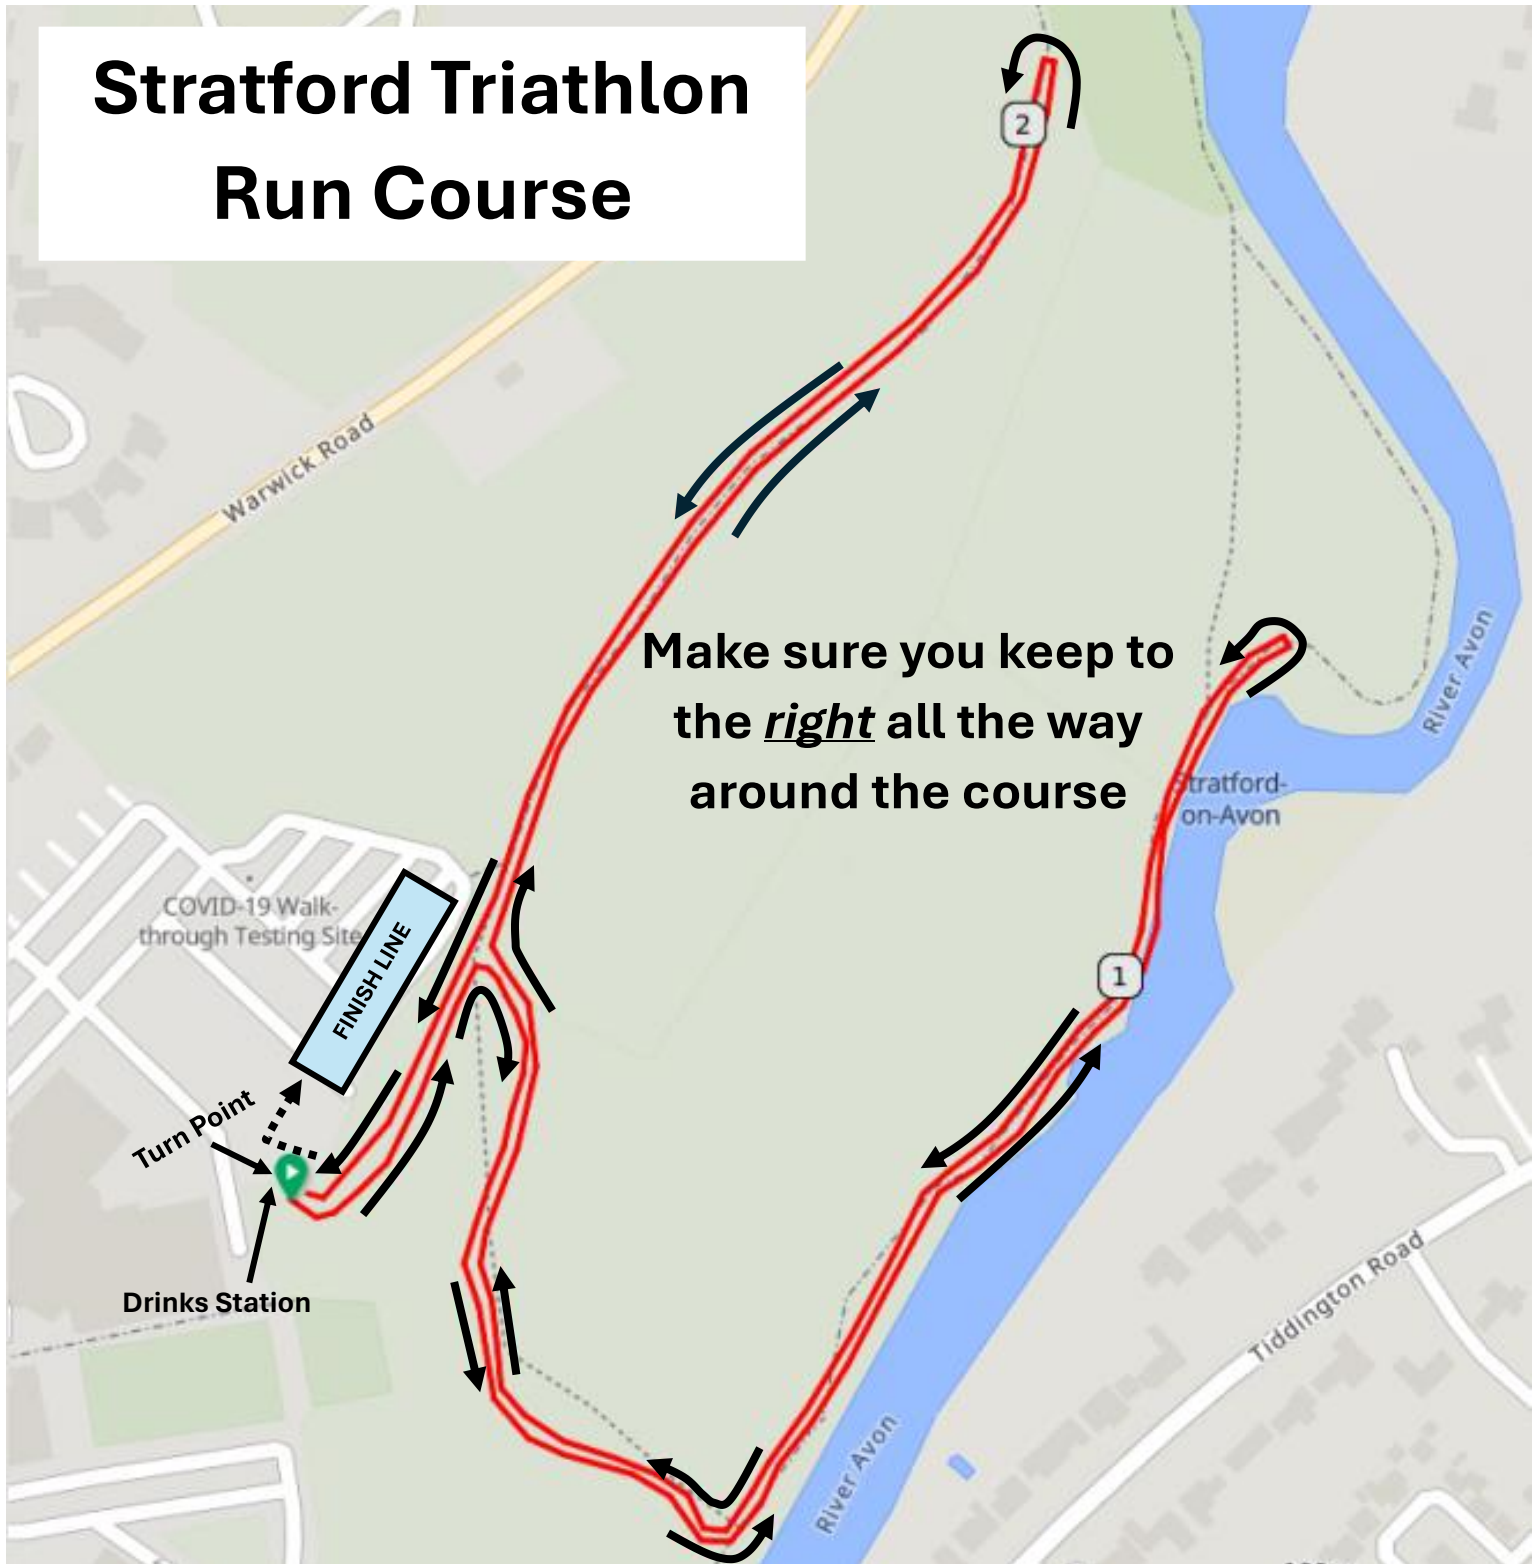 Stratford Triathlon
Run Course
2
Warwick Road
Make sure you keep to
the right all the way
around the course
River Avon
Stratford-
on-Avon
COVID-19 Walk-
through Testing Site
FINISH LINE
1
Turn Point
Drinks Station
Tiddington Road
River Avon